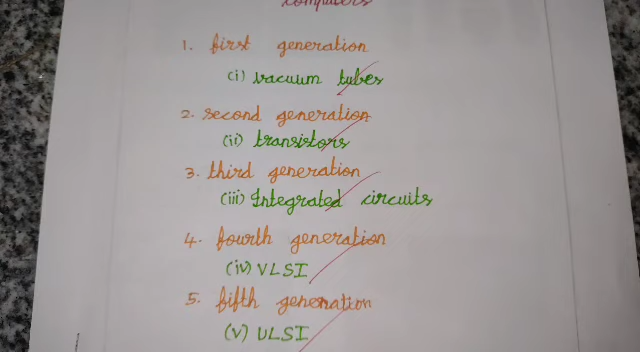 computers
1. first generation
(i) vacuum tubes
2. second generation
(ii) transistors
3. third generation
(iii) Integrated circuits
4. fourth generation
(iv) VLSI
5. fifth generation
(v) ULSI